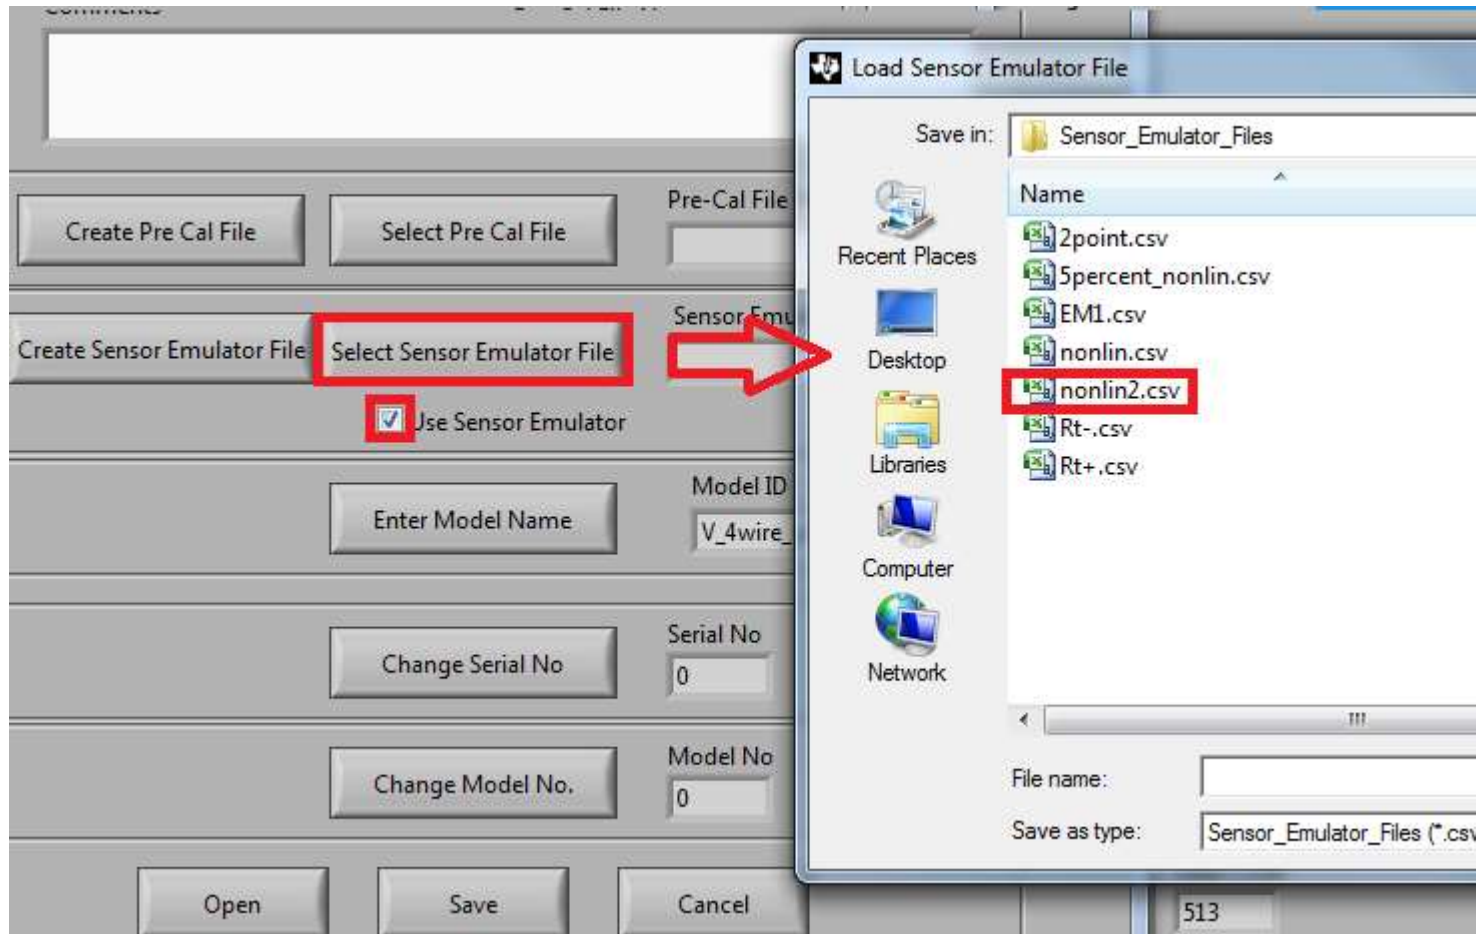 Comments
Create Pre Cal File
Select Pre Cal File
Pre-Cal File
Create Sensor Emulator File
Select Sensor Emulator File
Sensor Emu
Use Sensor Emulator
Enter Model Name
Model ID
V_4wire_
Change Serial No
Serial No
0
Change Model No.
Model No
0
Open
Save
Cancel
Load Sensor Emulator File
Save in:
Sensor_Emulator_Files
Name
Recent Places
Desktop
Libraries
Computer
Network
2point.csv
5percent_nonlin.csv
EM1.csv
nonlin.csv
nonlin2.csv
Rt-.csv
Rt+.csv
File name:
Save as type:
Sensor_Emulator_Files (*.csv
513